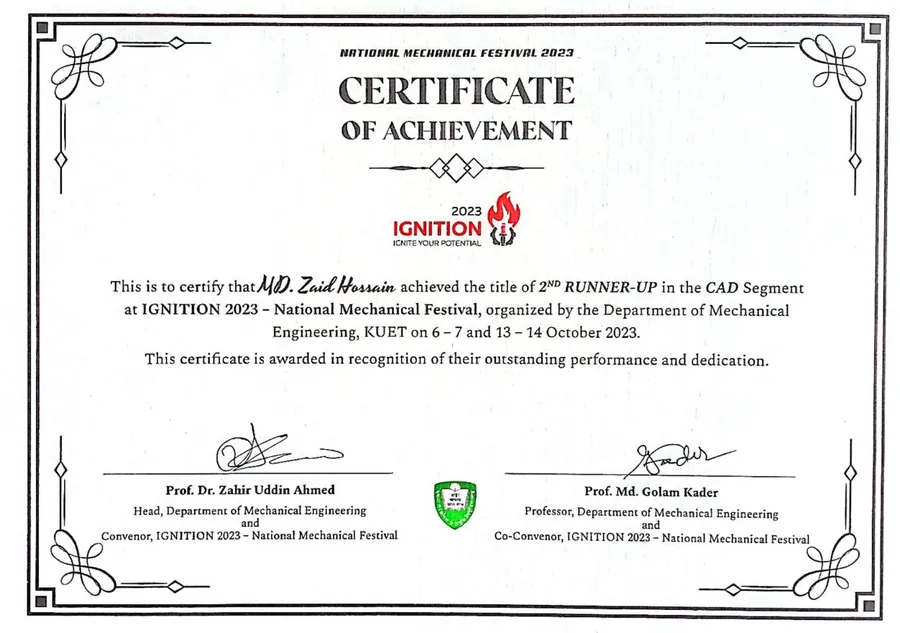 NATIONAL MECHANICAL FESTIVAL 2023
CERTIFICATE
OF ACHIEVEMENT
2023
IGNITION
IGNITE YOUR POTENTIAL
This is to certify that MD. Zaid Hossain achieved the title of 2ND RUNNER-UP in the CAD Segment
at IGNITION 2023 – National Mechanical Festival, organized by the Department of Mechanical
Engineering, KUET on 6 – 7 and 13 – 14 October 2023.
This certificate is awarded in recognition of their outstanding performance and dedication.
Prof. Dr. Zahir Uddin Ahmed
Head, Department of Mechanical Engineering
and
Convenor, IGNITION 2023 – National Mechanical Festival
Prof. Md. Golam Kader
Professor, Department of Mechanical Engineering
and
Co-Convenor, IGNITION 2023 – National Mechanical Festival